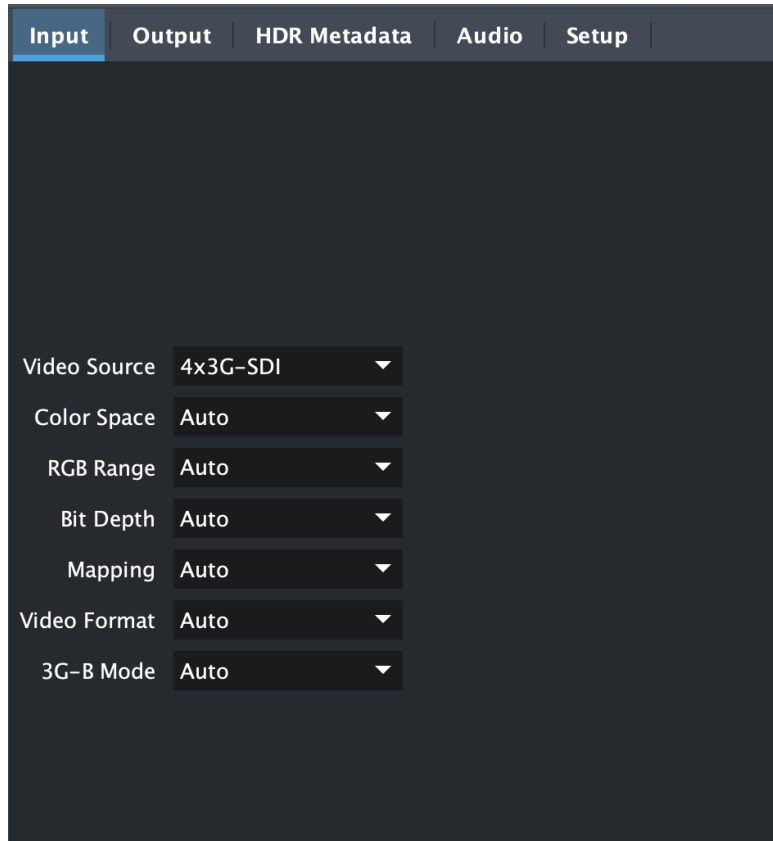 Input Output HDR Metadata Audio Setup
Video Source 4x3G-SDI
Color Space Auto
RGB Range Auto
Bit Depth Auto
Mapping Auto
Video Format Auto
3G-B Mode Auto